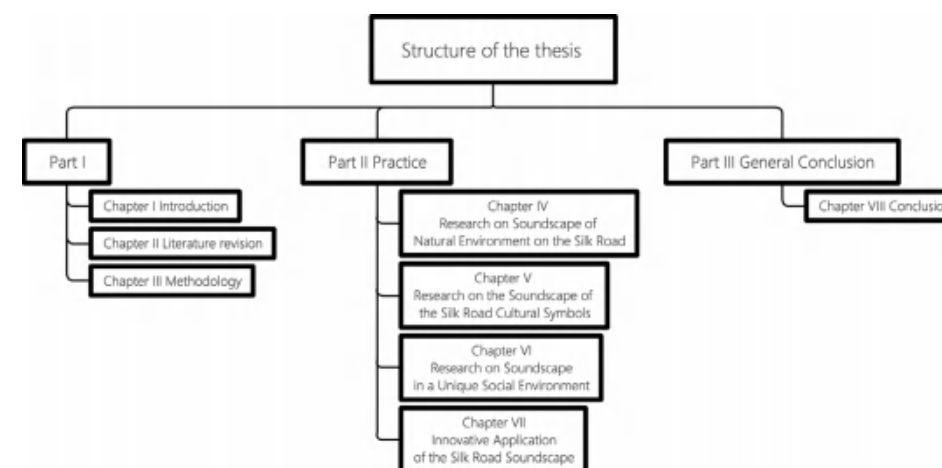 Structure of the thesis
Part I
Part II Practice
Part III General Conclusion
Chapter I Introduction
Chapter II Literature revision
Chapter III Methodology
Chapter IV
Research on Soundscape of
Natural Environment on the Silk Road
Chapter V
Research on the Soundscape of
the Silk Road Cultural Symbols
Chapter VI
Research on Soundscape
in a Unique Social Environment
Chapter VII
Innovative Application
of the Silk Road Soundscape
Chapter VIII Conclusio